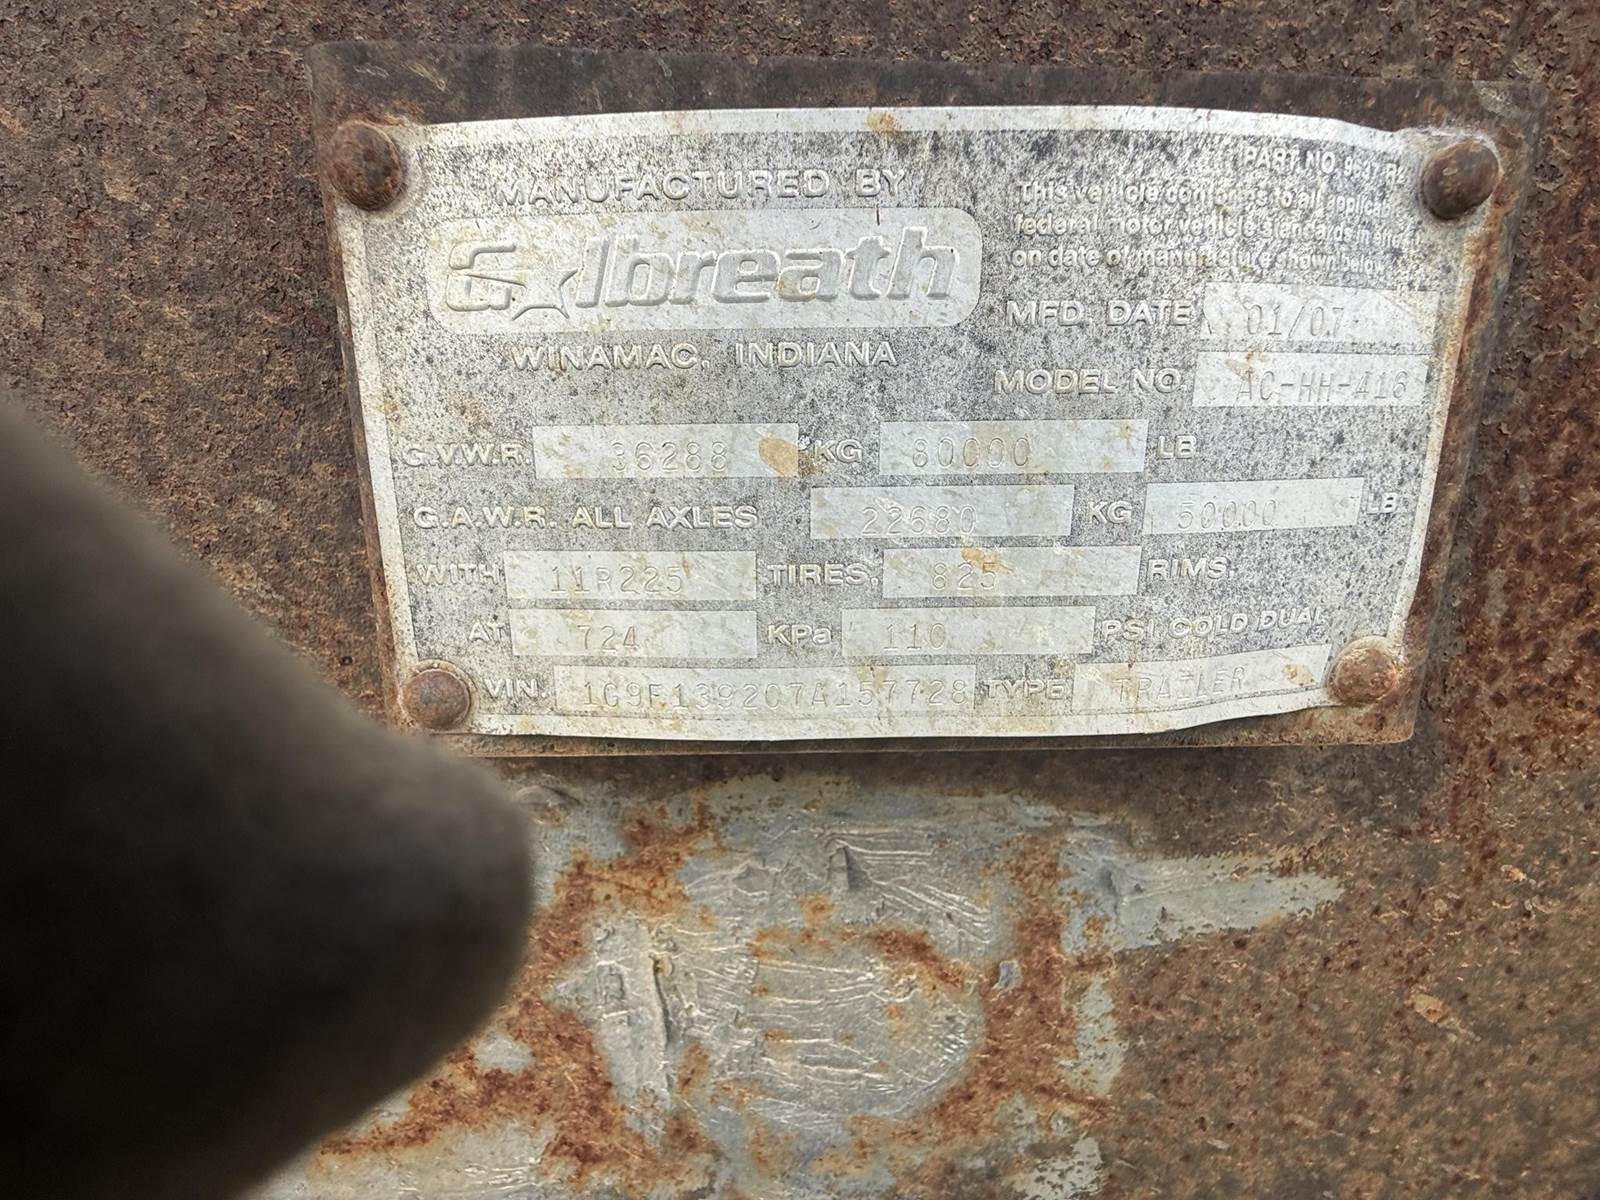 MANUFACTURED BY
Galbreath
WINAMAC, INDIANA
PART NO. 9647
This vehicle conforms to all applicable
federal motor vehicle standards in effect
on date of manufacture shown below
MFD. DATE 01/07
MODEL NO. AC-HH-416
G.V.W.R. 36288 KG 80000 LB
G.A.W.R. ALL AXLES 22680 KG 50000 LB
WITH 11R225 TIRES, 825 RIMS,
AT 724 KPa 110 PSI COLD DUAL
VIN. 1G9F139207A157728 TYPE TRAILER